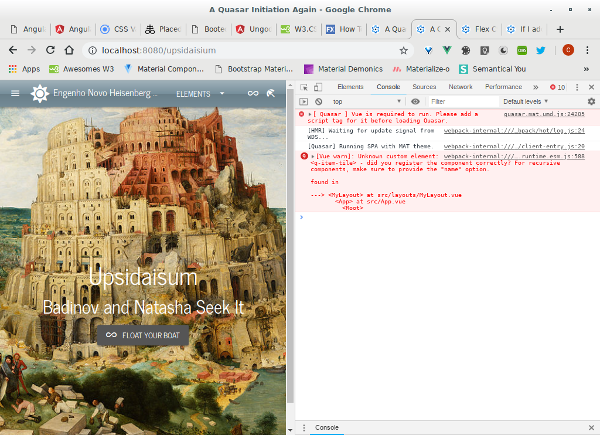 A Quasar Initiation Again - Google Chrome
Angul
Angul
CSS V
Placec
Boote
Ungo
W3.CS
How T
A Qua
A C
Flex C
If I ad
localhost:8080/upsidaisium
Apps
Awesomes W3
Material Compon...
Bootstrap Materi...
Material Demonics
Materialize-o
Semantical You
Elements
Console
Sources
Network
Performance
10
Engenho Novo Heisenberg ...
ELEMENTS
top
Filter
Default levels
[ Quasar ] Vue is required to run. Please add a quasar.mat.umd.js:24205
script tag for it before loading Quasar.
[HMR] Waiting for update signal from webpack-internal:///…bpack/hot/log.js:24
WDS...
[Quasar] Running SPA with MAT theme webpack-internal:///…/client-entry.js:20
[Vue warn]: Unknown custom element: webpack-internal:///…runtime.esm.js:588
<q-item-tile> - did you register the component correctly? For recursive
components, make sure to provide the "name" option.
found in
---> <MyLayout> at src/layouts/MyLayout.vue
<App> at src/App.vue
<Root>
Upsidaisum
Badinov and Natasha Seek It
FLOAT YOUR BOAT
Console